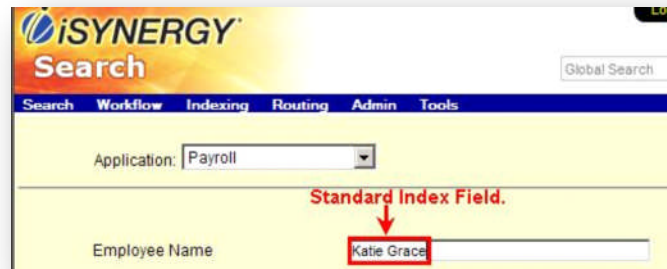 iSYNERGY
Search
Global Search
Search Workflow Indexing Routing Admin Tools
Application: Payroll
Standard Index Field.
Employee Name Katie Grace